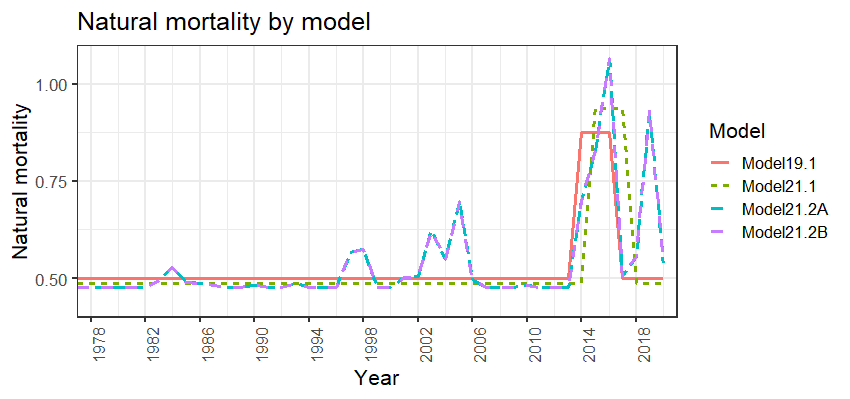 Natural mortality by model
Natural mortality
1.00
0.75
0.50
1978
1982
1986
1990
1994
1998
2002
2006
2010
2014
2018
Year
Model
Model19.1
Model21.1
Model21.2A
Model21.2B